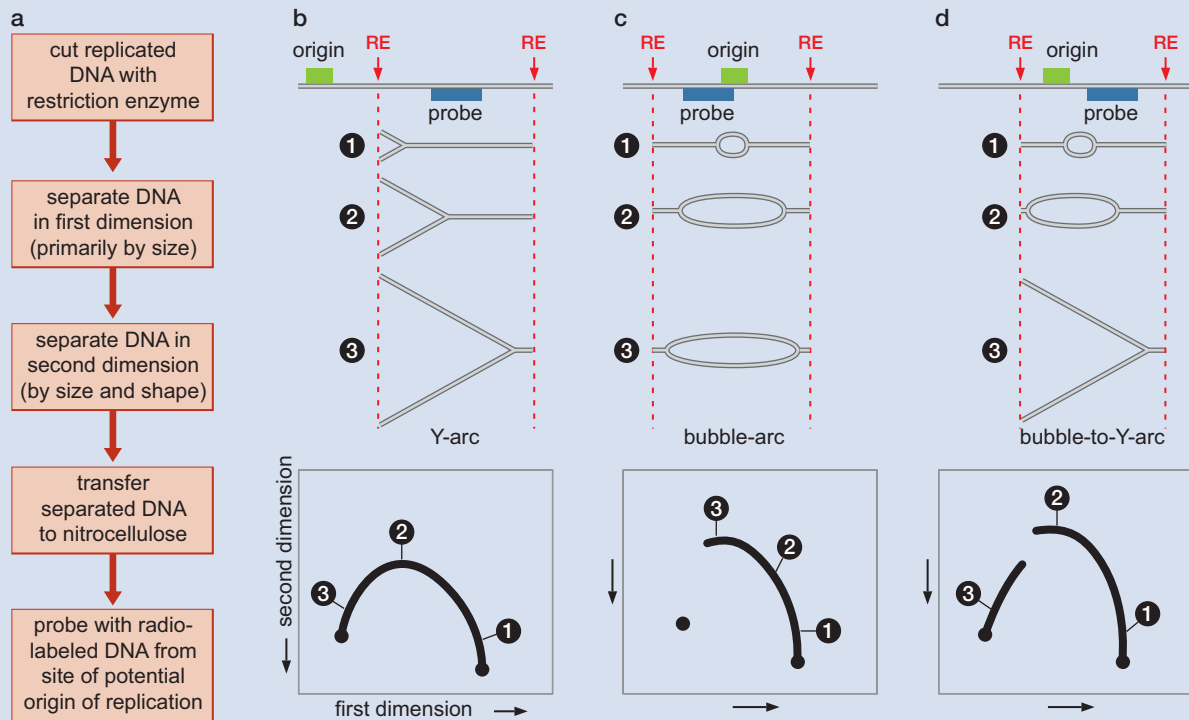 a
cut replicated
DNA with
restriction enzyme
separate DNA
in first dimension
(primarily by size)
separate DNA in
second dimension
(by size and shape)
transfer
separated DNA
to nitrocellulose
probe with radio-
labeled DNA from
site of potential
origin of replication
b
origin
RE
RE
probe
1
2
3
Y-arc
second dimension
2
3
1
first dimension
c
RE
origin
RE
probe
1
2
3
bubble-arc
3
2
1
d
RE
origin
RE
probe
1
2
3
bubble-to-Y-arc
2
3
1